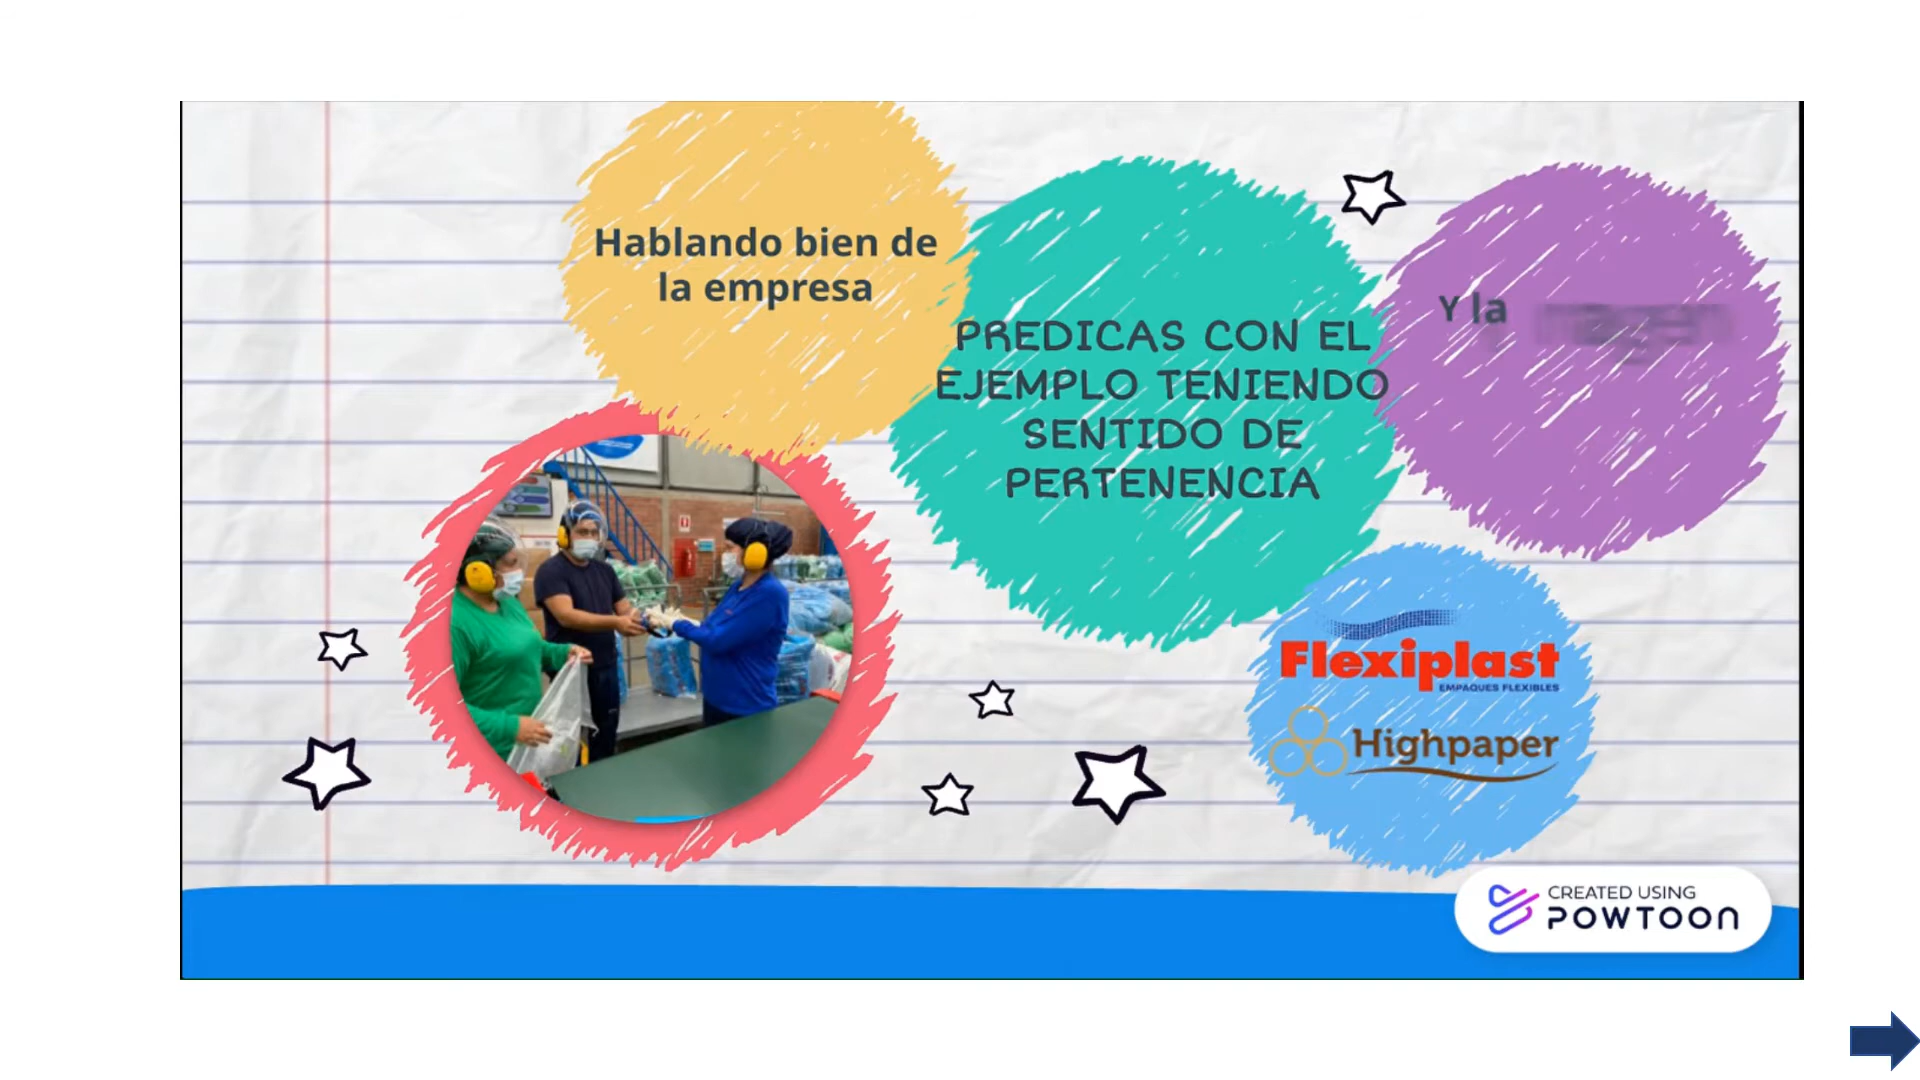 Hablando bien de
la empresa
PREDICAS CON EL
EJEMPLO TENIENDO
SENTIDO DE
PERTENENCIA
Y la
Flexiplast
EMPAQUES FLEXIBLES
Highpaper
CREATED USING
POWTOON